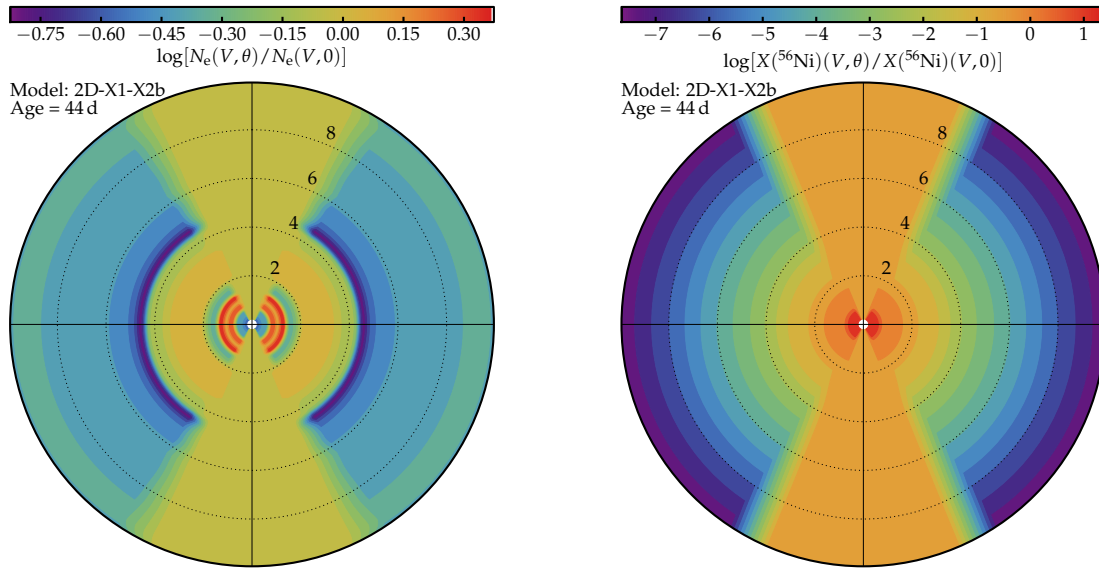 −0.75 −0.60 −0.45 −0.30 −0.15 0.00 0.15 0.30
log[Nₑ(V, θ)/Nₑ(V, 0)]
Model: 2D-X1-X2b
Age = 44 d
8
6
4
2
−7 −6 −5 −4 −3 −2 −1 0 1
log[X(⁵⁶Ni)(V, θ)/X(⁵⁶Ni)(V, 0)]
Model: 2D-X1-X2b
Age = 44 d
8
6
4
2